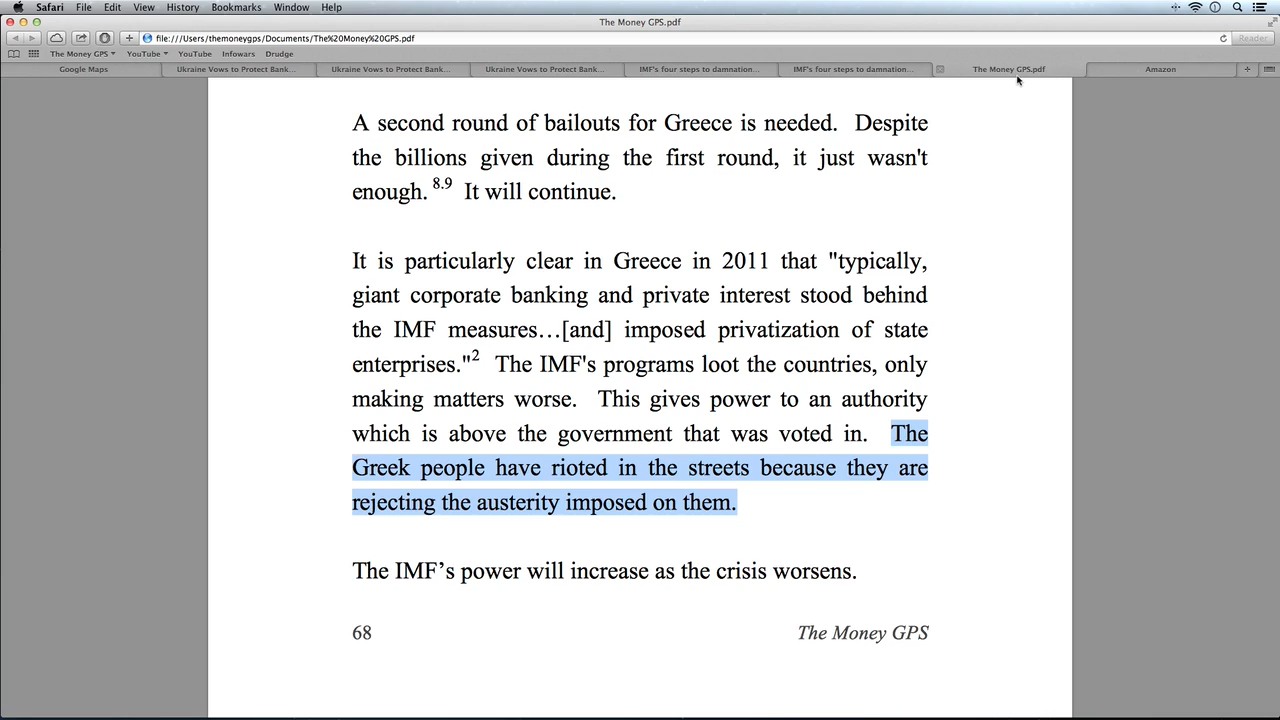 Safari File Edit View History Bookmarks Window Help
The Money GPS.pdf
file:///Users/themoneygps/Documents/The%20Money%20GPS.pdf
Reader
The Money GPS YouTube YouTube Infowars Drudge
Google Maps
Ukraine Vows to Protect Bank...
Ukraine Vows to Protect Bank...
Ukraine Vows to Protect Bank...
IMF's four steps to damnation...
IMF's four steps to damnation...
The Money GPS.pdf
Amazon
A second round of bailouts for Greece is needed. Despite
the billions given during the first round, it just wasn't
enough. 8.9 It will continue.
It is particularly clear in Greece in 2011 that "typically,
giant corporate banking and private interest stood behind
the IMF measures…[and] imposed privatization of state
enterprises."2 The IMF's programs loot the countries, only
making matters worse. This gives power to an authority
which is above the government that was voted in. The
Greek people have rioted in the streets because they are
rejecting the austerity imposed on them.
The IMF’s power will increase as the crisis worsens.
68
The Money GPS